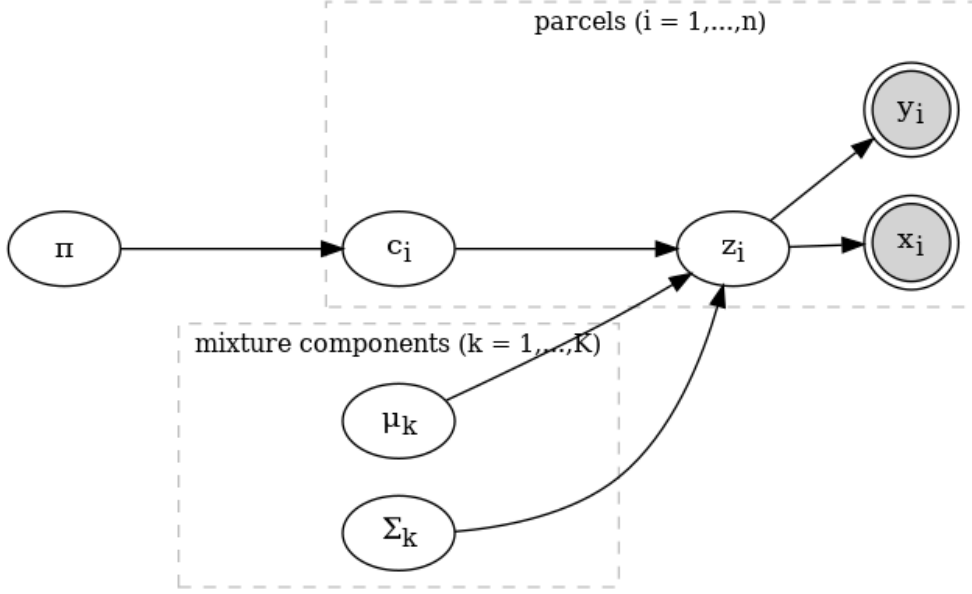 parcels (i = 1,...,n)
yi
π
ci
zi
xi
mixture components (k = 1,...,K)
μk
Σk